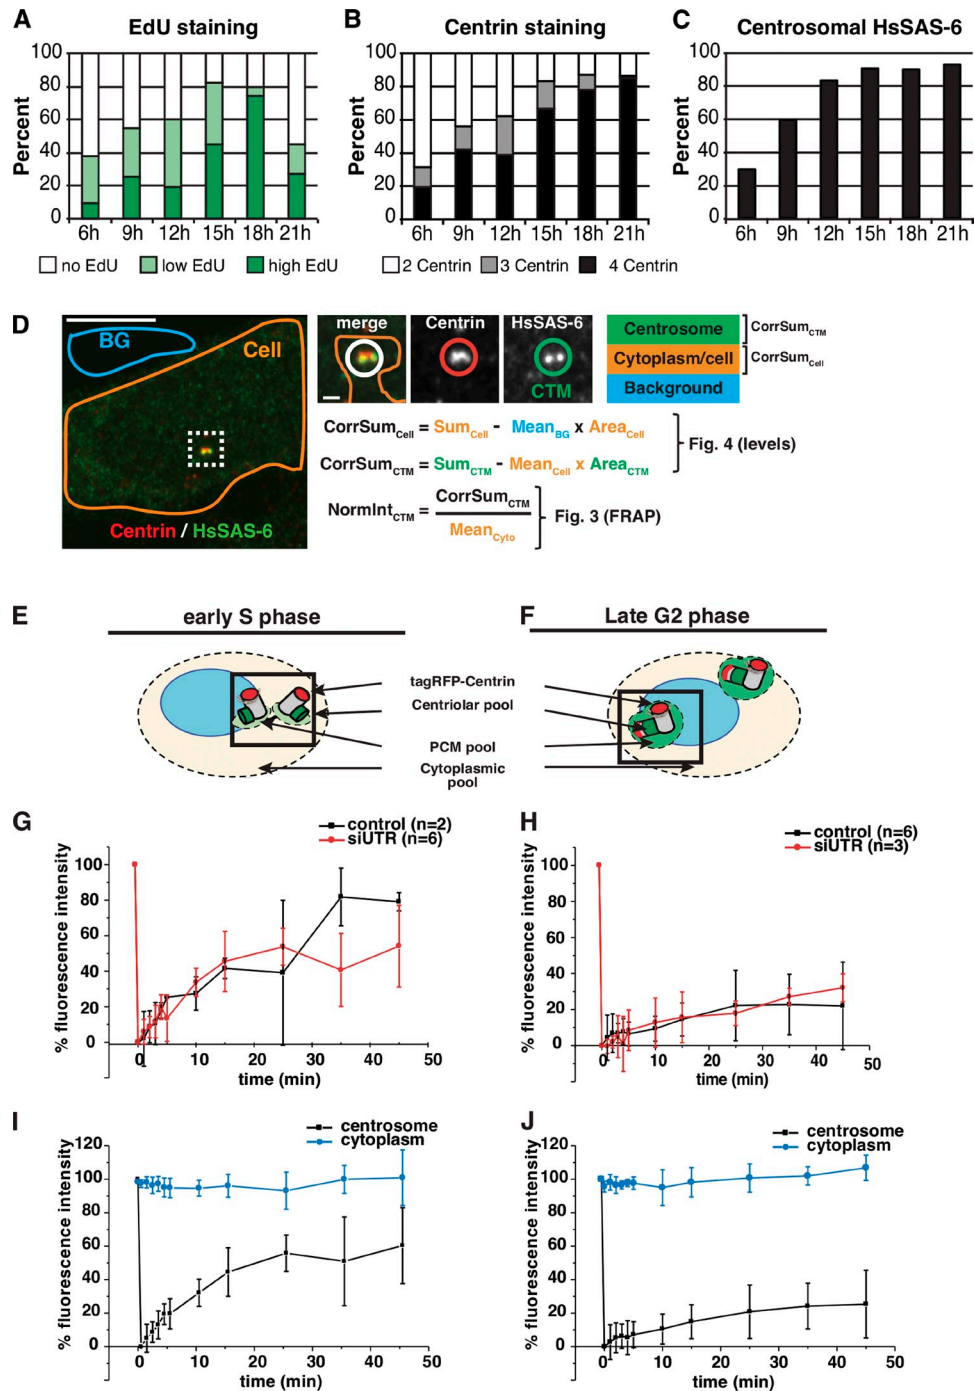 A
EdU staining
Percent
100
80
60
40
20
0
6h 9h 12h 15h 18h 21h
no EdU low EdU high EdU
B
Centrin staining
Percent
100
80
60
40
20
0
6h 9h 12h 15h 18h 21h
2 Centrin 3 Centrin 4 Centrin
C
Centrosomal HsSAS-6
Percent
100
80
60
40
20
0
6h 9h 12h 15h 18h 21h
D
BG
Cell
Centrin / HsSAS-6
merge
Centrin
HsSAS-6
CTM
Centrosome
Cytoplasm/cell
Background
CorrSumCTM
CorrSumCell
CorrSumCell = SumCell - MeanBG x AreaCell
CorrSumCTM = SumCTM - MeanCell x AreaCTM
Fig. 4 (levels)
NormIntCTM = CorrSumCTM
MeanCyto
Fig. 3 (FRAP)
E
early S phase
F
Late G2 phase
tagRFP-Centrin
Centriolar pool
PCM pool
Cytoplasmic
pool
G
control (n=2)
siUTR (n=6)
% fluorescence intensity
100
80
60
40
20
0
0 10 20 30 40 50
time (min)
H
control (n=6)
siUTR (n=3)
% fluorescence intensity
100
80
60
40
20
0
0 10 20 30 40 50
time (min)
I
centrosome
cytoplasm
% fluorescence intensity
120
100
80
60
40
20
0
0 10 20 30 40 50
time (min)
J
centrosome
cytoplasm
% fluorescence intensity
120
100
80
60
40
20
0
0 10 20 30 40 50
time (min)